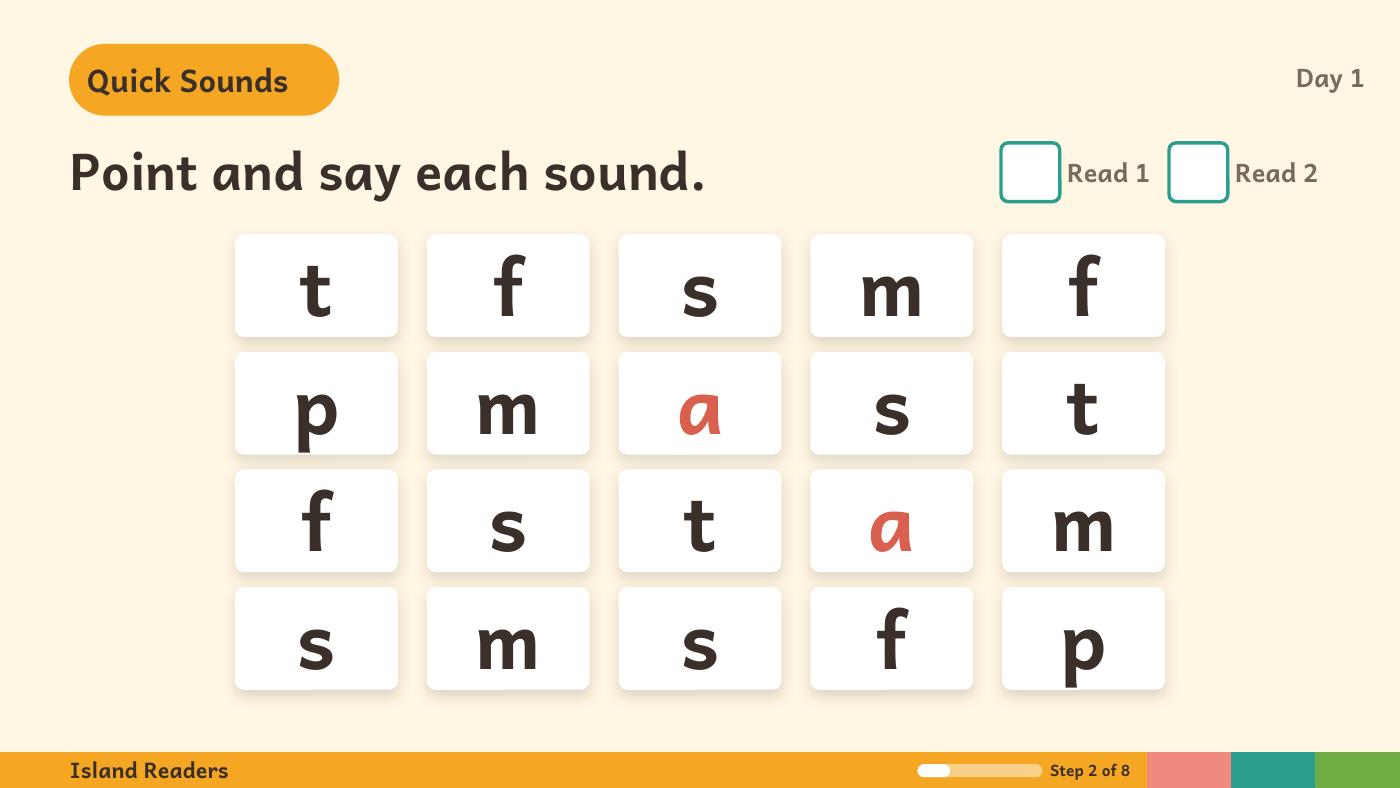 Quick Sounds
Day 1
Point and say each sound.
Read 1 Read 2
t f s m f
p m a s t
f s t a m
s m s f p
Island Readers
Step 2 of 8